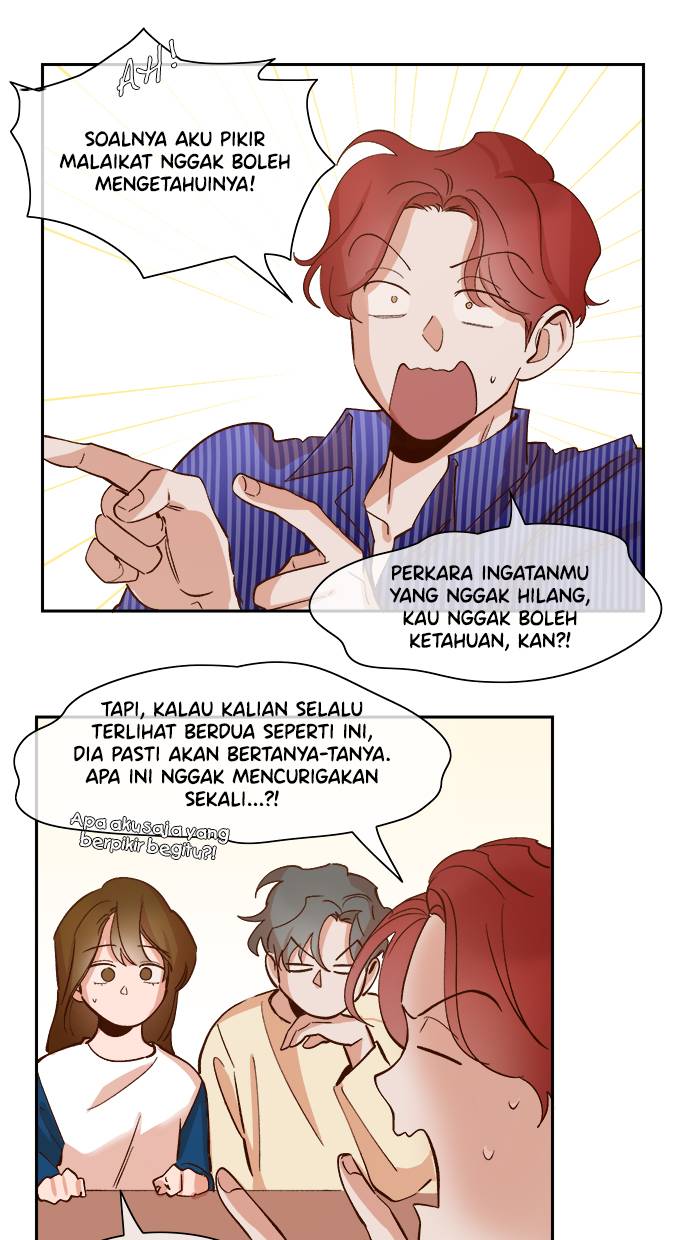 AH!
SOALNYA AKU PIKIR
MALAIKAT NGGAK BOLEH
MENGETAHUINYA!
PERKARA INGATANMU
YANG NGGAK HILANG,
KAU NGGAK BOLEH
KETAHUAN, KAN?!
TAPI, KALAU KALIAN SELALU
TERLIHAT BERDUA SEPERTI INI,
DIA PASTI AKAN BERTANYA-TANYA.
APA INI NGGAK MENCURIGAKAN
SEKALI...?!
Apa aku saja yang
berpikir begitu?!